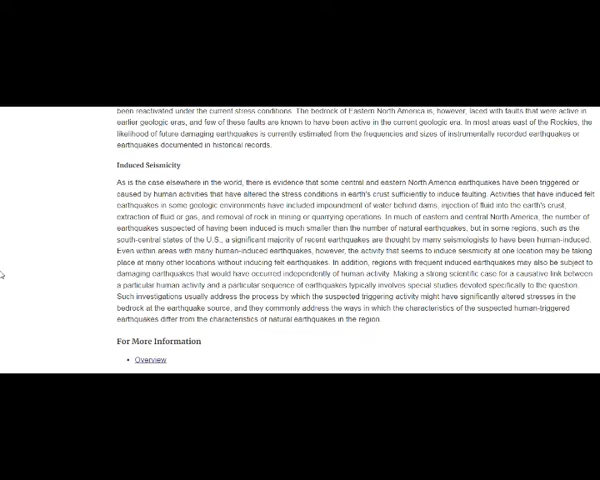 been reactivated under the current stress conditions. The bedrock of Eastern North America is, however, laced with faults that were active in
earlier geologic eras, and few of these faults are known to have been active in the current geologic era. In most areas east of the Rockies, the
likelihood of future damaging earthquakes is currently estimated from the frequencies and sizes of instrumentally recorded earthquakes or
earthquakes documented in historical records.
Induced Seismicity
As is the case elsewhere in the world, there is evidence that some central and eastern North America earthquakes have been triggered or
caused by human activities that have altered the stress conditions in earth's crust sufficiently to induce faulting. Activities that have induced felt
earthquakes in some geologic environments have included impoundment of water behind dams, injection of fluid into the earth's crust,
extraction of fluid or gas, and removal of rock in mining or quarrying operations. In much of eastern and central North America, the number of
earthquakes suspected of having been induced is much smaller than the number of natural earthquakes, but in some regions, such as the
south-central states of the U.S., a significant majority of recent earthquakes are thought by many seismologists to have been human-induced.
Even within areas with many human-induced earthquakes, however, the activity that seems to induce seismicity at one location may be taking
place at many other locations without inducing felt earthquakes. In addition, regions with frequent induced earthquakes may also be subject to
damaging earthquakes that would have occurred independently of human activity. Making a strong scientific case for a causative link between
a particular human activity and a particular sequence of earthquakes typically involves special studies devoted specifically to the question.
Such investigations usually address the process by which the suspected triggering activity might have significantly altered stresses in the
bedrock at the earthquake source, and they commonly address the ways in which the characteristics of the suspected human-triggered
earthquakes differ from the characteristics of natural earthquakes in the region.
For More Information
• Overview